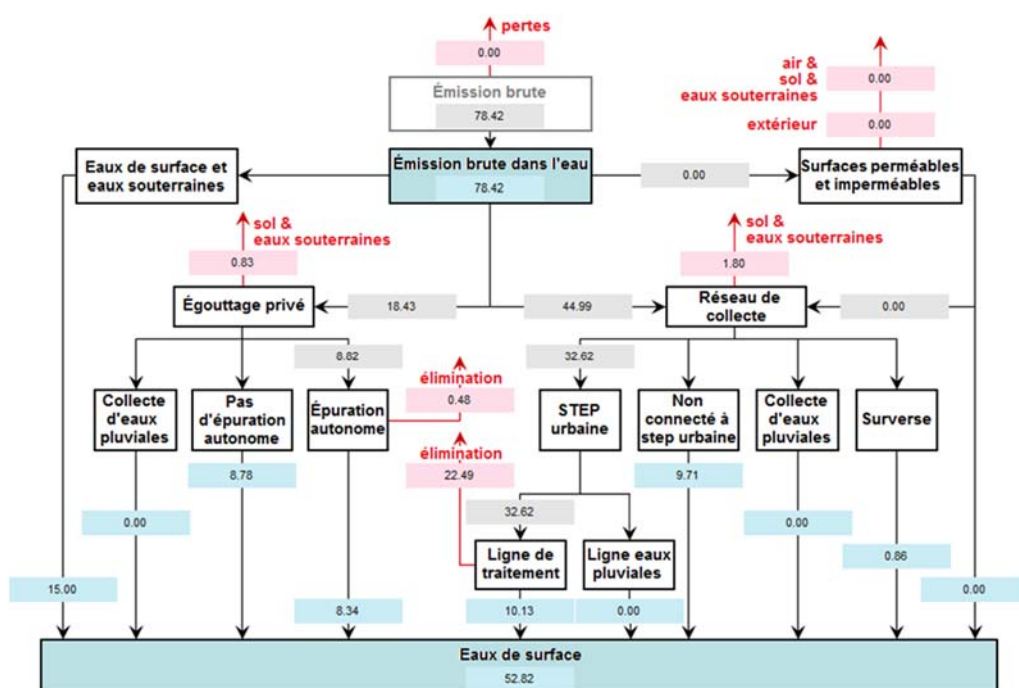 pertes
0.00
Émission brute
78.42
air &
sol &
eaux souterraines
0.00
extérieur
0.00
Eaux de surface et
eaux souterraines
Émission brute dans l'eau
78.42
0.00
Surfaces perméables
et imperméables
sol &
eaux souterraines
0.83
sol &
eaux souterraines
1.80
Égouttage privé
18.43
44.99
Réseau de
collecte
0.00
8.82
32.62
Collecte
d'eaux
pluviales
Pas
d'épuration
autonome
Épuration
autonome
élimination
0.48
STEP
urbaine
Non
connecté à
step urbaine
Collecte
d'eaux
pluviales
Surverse
8.78
élimination
22.49
9.71
0.00
32.62
0.00
Ligne de
traitement
Ligne eaux
pluviales
0.86
15.00
8.34
10.13
0.00
0.00
Eaux de surface
52.82